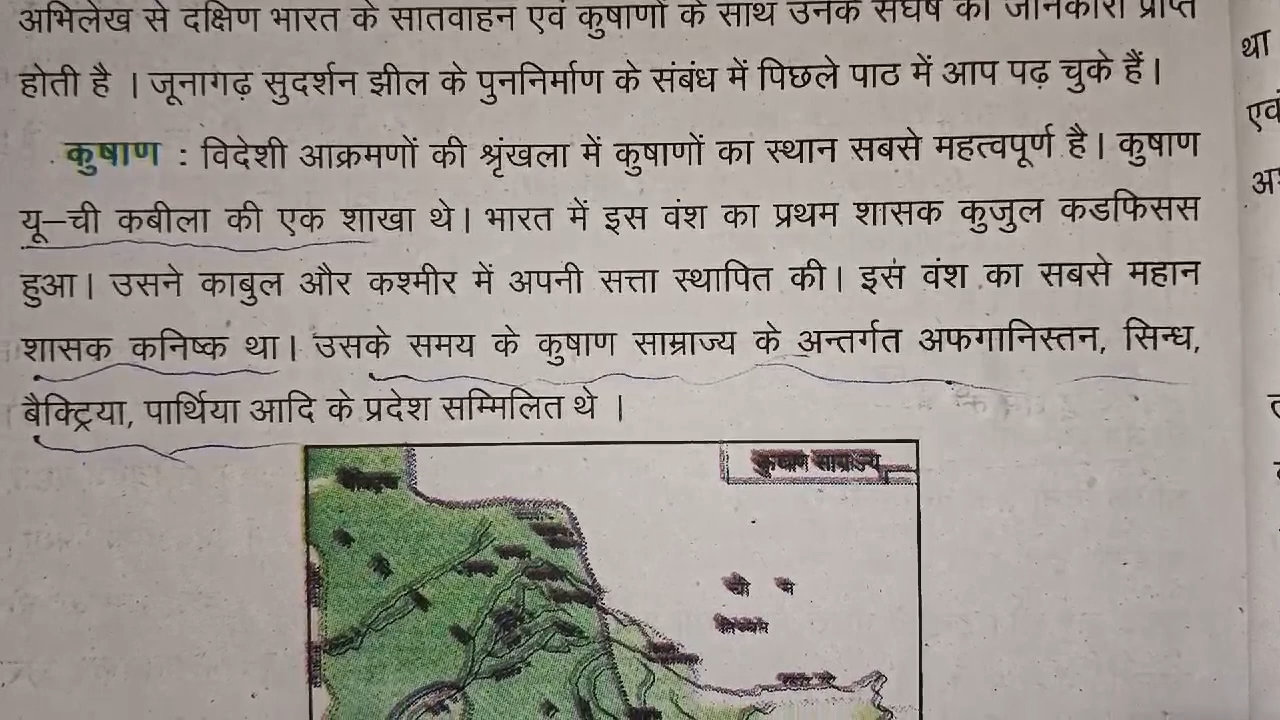 अभिलेख से दक्षिण भारत के सातवाहन एवं कुषाणों के साथ उनके संघर्ष की जानकारी प्राप्त
होती है । जूनागढ़ सुदर्शन झील के पुननिर्माण के संबंध में पिछले पाठ में आप पढ़ चुके हैं।
कुषाण : विदेशी आक्रमणों की श्रृंखला में कुषाणों का स्थान सबसे महत्वपूर्ण है। कुषाण
यू–ची कबीला की एक शाखा थे। भारत में इस वंश का प्रथम शासक कुजुल कडफिसस
हुआ। उसने काबुल और कश्मीर में अपनी सत्ता स्थापित की। इस वंश का सबसे महान
शासक कनिष्क था। उसके समय के कुषाण साम्राज्य के अन्तर्गत अफगानिस्तन, सिन्ध,
बैक्ट्रिया, पार्थिया आदि के प्रदेश सम्मिलित थे ।
कुषाण साम्राज्य
ची न
तिब्बत
था
एवं